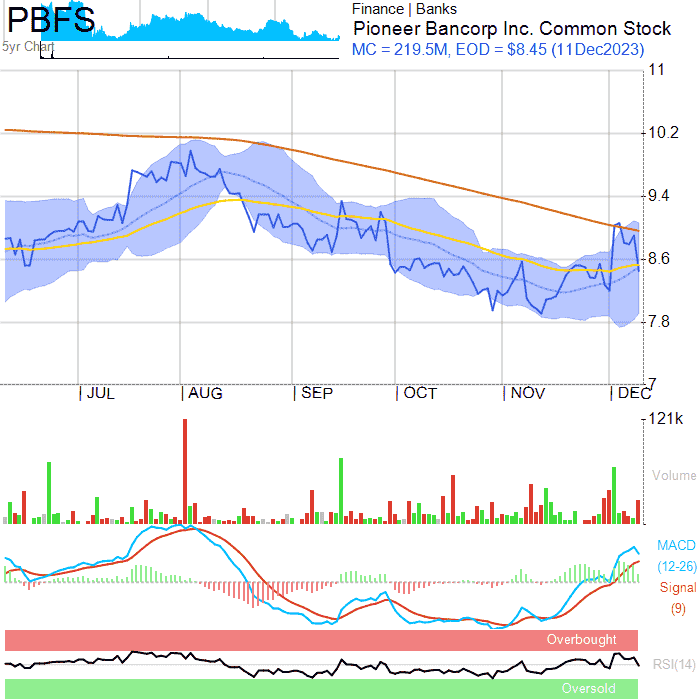 PBFS
5yr Chart
Finance | Banks
Pioneer Bancorp Inc. Common Stock
MC = 219.5M, EOD = $8.45 (11Dec2023)
11
10.2
9.4
8.6
7.8
7
| JUL | AUG | SEP | OCT | NOV | DEC
121k
Volume
MACD
(12-26)
Signal
(9)
Overbought
RSI(14)
Oversold